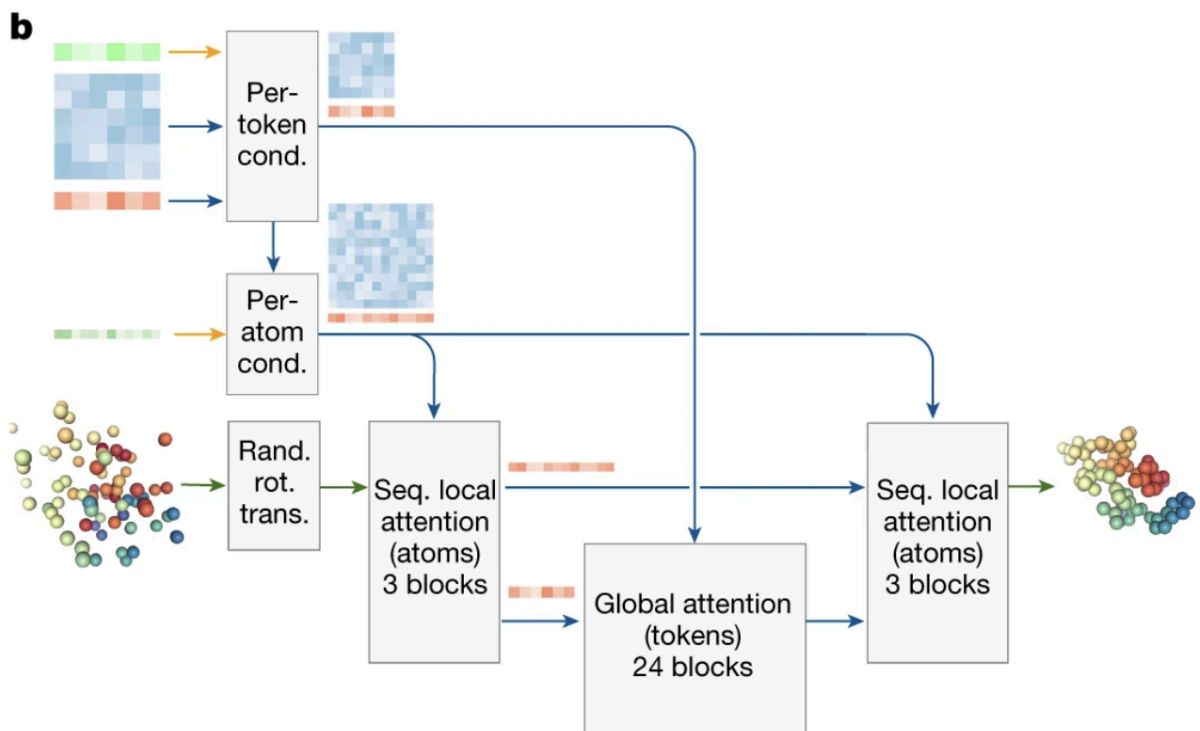 b
Per-
token
cond.
Per-
atom
cond.
Rand.
rot.
trans.
Seq. local
attention
(atoms)
3 blocks
Global attention
(tokens)
24 blocks
Seq. local
attention
(atoms)
3 blocks